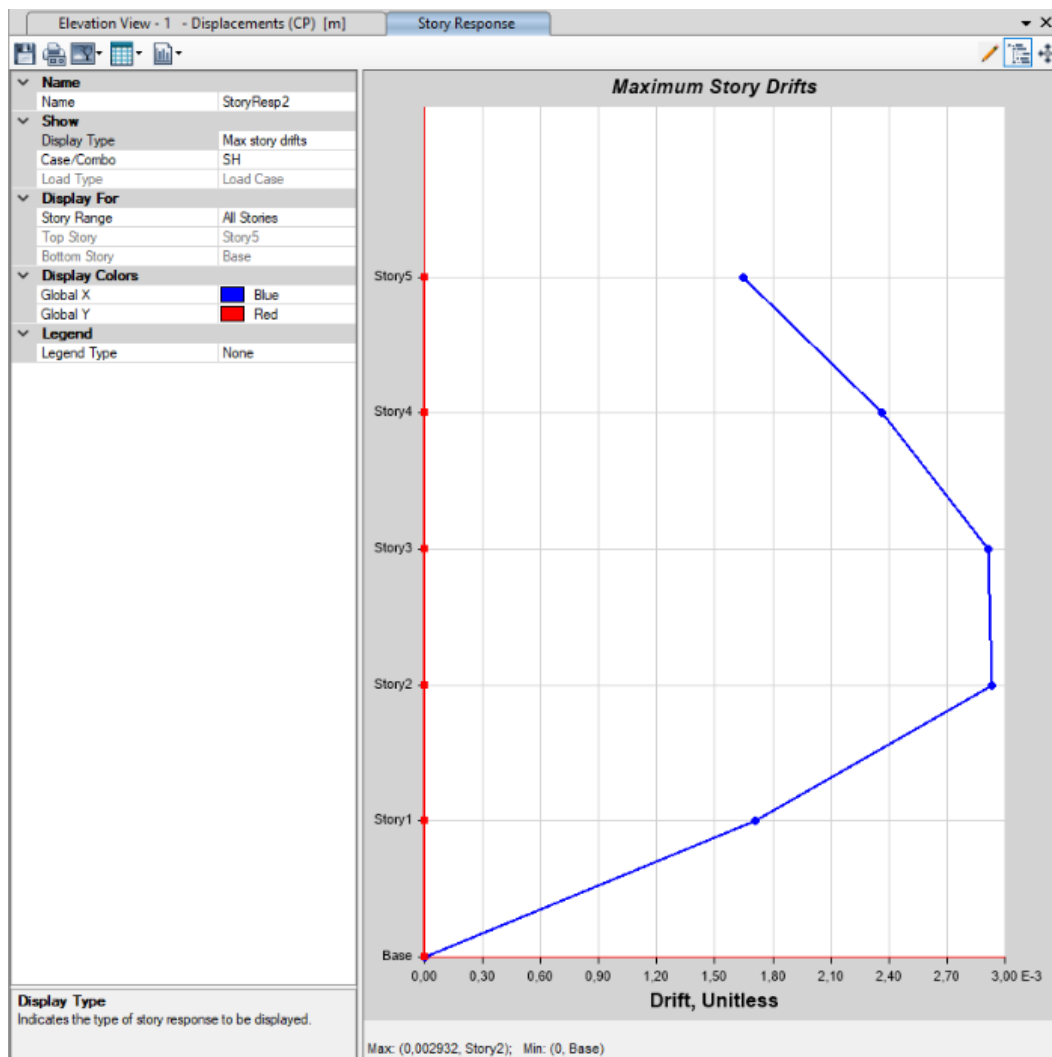 Elevation View - 1 - Displacements (CP) [m]
Story Response
Name
Name StoryResp2
Show
Display Type Max story drifts
Case/Combo SH
Load Type Load Case
Display For
Story Range All Stories
Top Story Story5
Bottom Story Base
Display Colors
Global X Blue
Global Y Red
Legend
Legend Type None
Display Type
Indicates the type of story response to be displayed.
Maximum Story Drifts
Story5
Story4
Story3
Story2
Story1
Base
0,00 0,30 0,60 0,90 1,20 1,50 1,80 2,10 2,40 2,70 3,00 E-3
Drift, Unitless
Max: (0,002932, Story2); Min: (0, Base)